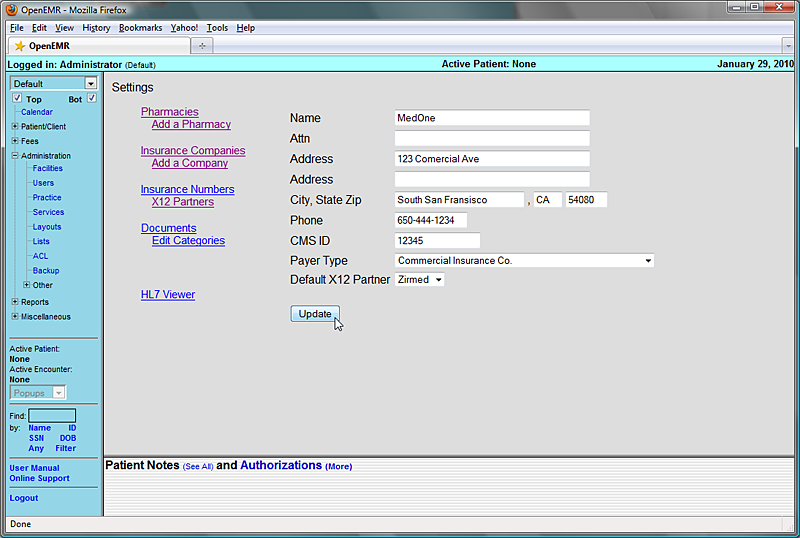 OpenEMR - Mozilla Firefox
File Edit View History Bookmarks Yahoo! Tools Help
OpenEMR
Logged in: Administrator (Default) Active Patient: None January 29, 2010
Default
Top Bot
Calendar
Patient/Client
Fees
Administration
Facilities
Users
Practice
Services
Layouts
Lists
ACL
Backup
Other
Reports
Miscellaneous
Active Patient:
None
Active Encounter:
None
Popups
Find:
by: Name ID
SSN DOB
Any Filter
User Manual
Online Support
Logout
Settings
Pharmacies
Add a Pharmacy
Insurance Companies
Add a Company
Insurance Numbers
X12 Partners
Documents
Edit Categories
HL7 Viewer
Name MedOne
Attn
Address 123 Comercial Ave
Address
City, State Zip South San Fransisco , CA 54080
Phone 650-444-1234
CMS ID 12345
Payer Type Commercial Insurance Co.
Default X12 Partner Zirmed
Update
Patient Notes (See All) and Authorizations (More)
Done